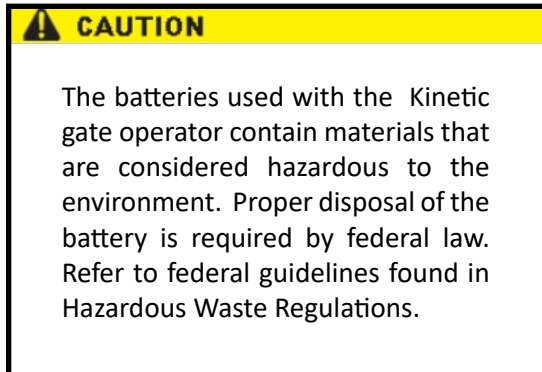 CAUTION
The batteries used with the Kinetic
gate operator contain materials that
are considered hazardous to the
environment. Proper disposal of the
battery is required by federal law.
Refer to federal guidelines found in
Hazardous Waste Regulations.